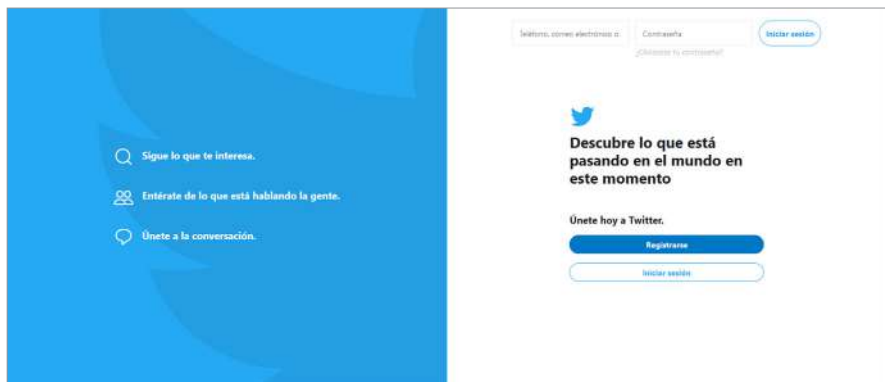 Teléfono, correo electrónico o
Contraseña
Iniciar sesión
¿Olvidaste tu contraseña?
Sigue lo que te interesa.
Entérate de lo que está hablando la gente.
Únete a la conversación.
Descubre lo que está
pasando en el mundo en
este momento
Únete hoy a Twitter.
Regístrarse
Iniciar sesión